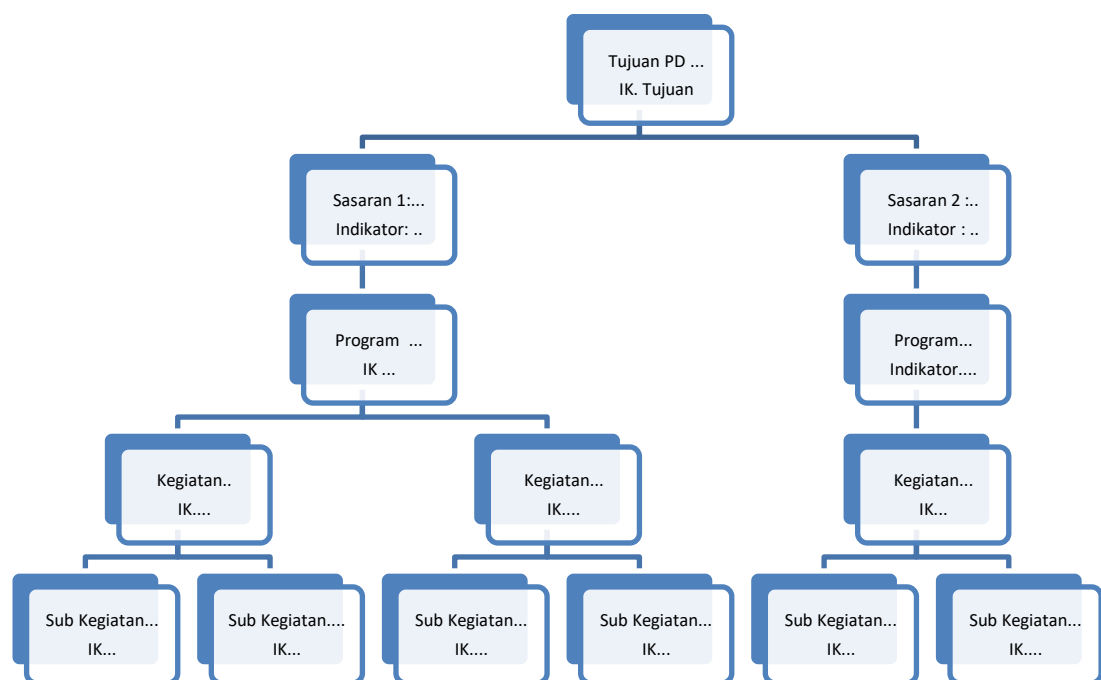 Tujuan PD ...
IK. Tujuan
Sasaran 1:...
Indikator: ..
Sasaran 2 :..
Indikator : ..
Program ...
IK ...
Program...
Indikator....
Kegiatan..
IK....
Kegiatan...
IK....
Kegiatan...
IK...
Sub Kegiatan...
IK...
Sub Kegiatan....
IK...
Sub Kegiatan...
IK....
Sub Kegiatan...
IK...
Sub Kegiatan...
IK...
Sub Kegiatan...
IK....